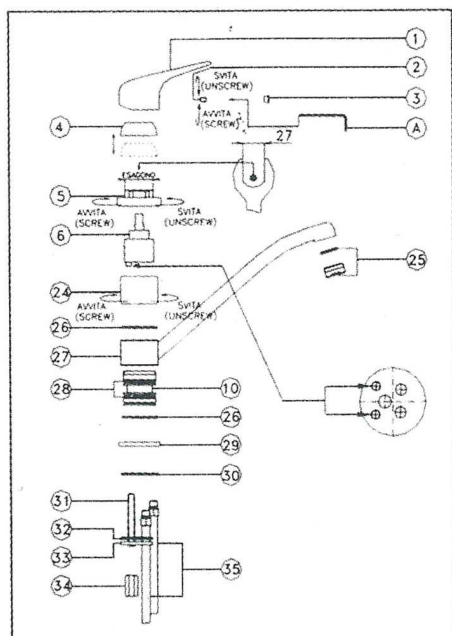 1
2
SVITA
(UNSCREW)
3
4
AVVITA
(SCREW)
A
27
ESAGONO
5
AVVITA
(SCREW)
SVITA
(UNSCREW)
6
25
24
AVVITA
(SCREW)
SVITA
(UNSCREW)
26
27
28
10
26
29
30
31
32
33
35
34